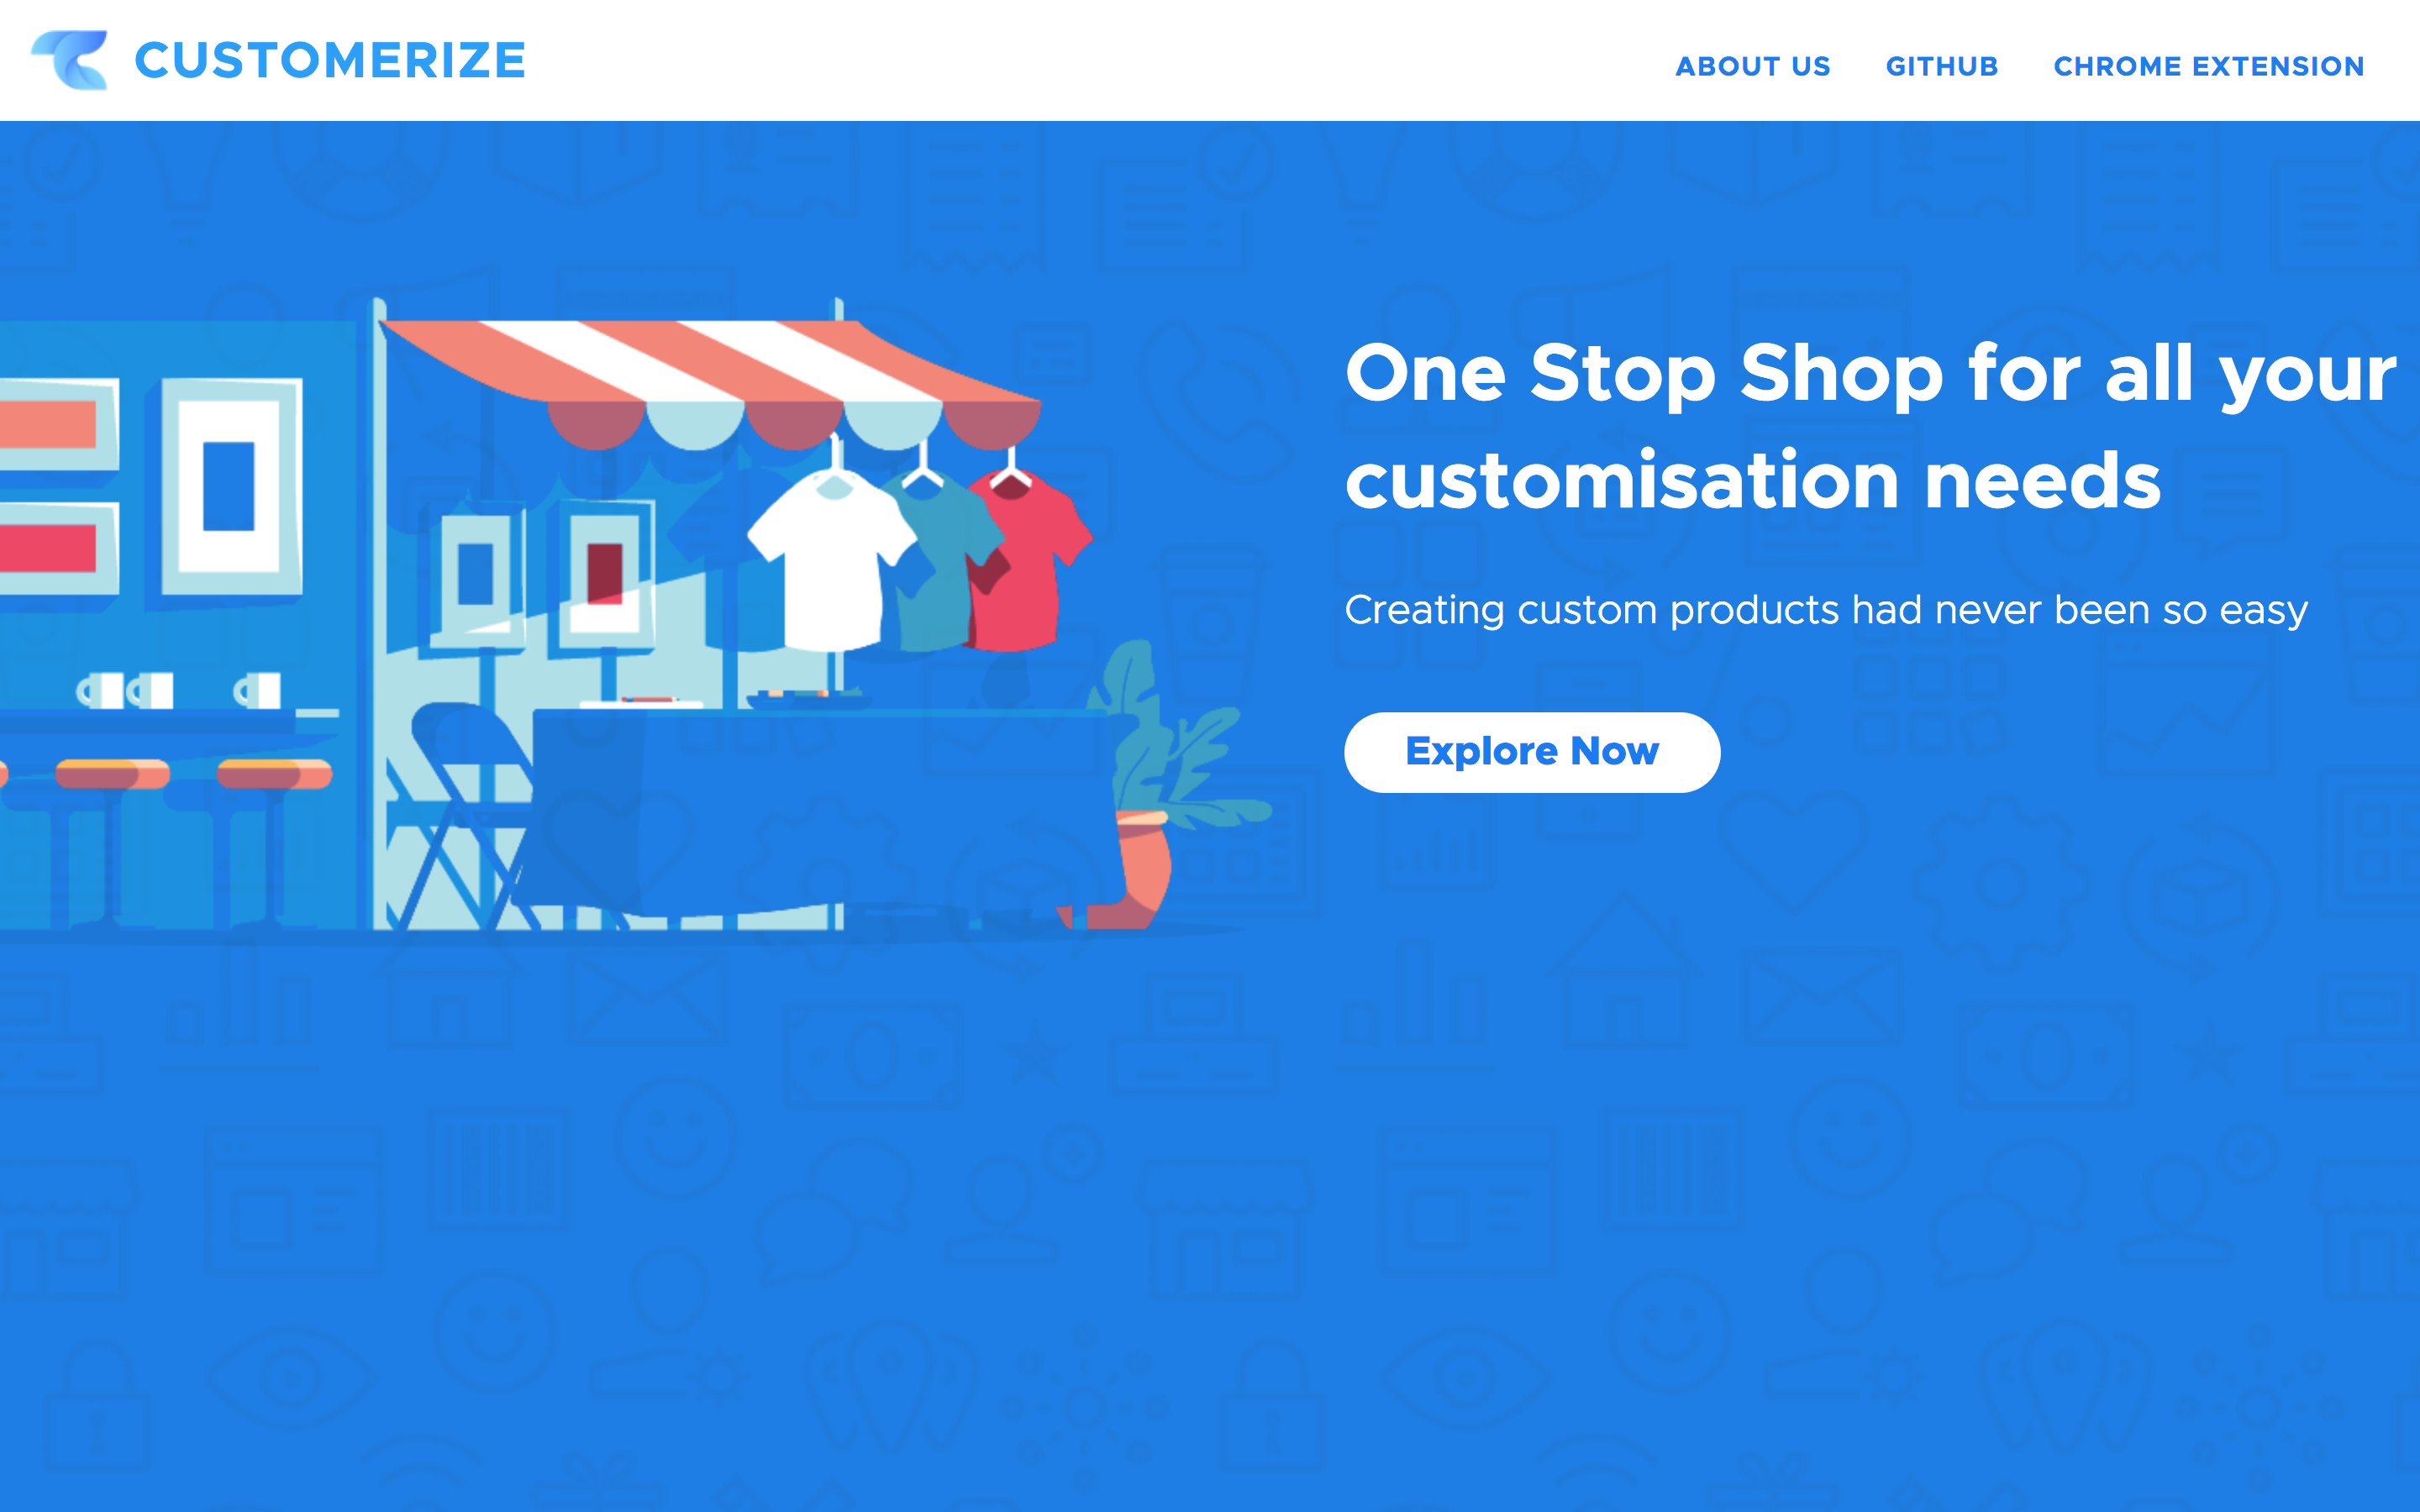 CUSTOMERIZE
ABOUT US
GITHUB
CHROME EXTENSION
One Stop Shop for all your
customisation needs
Creating custom products had never been so easy
Explore Now